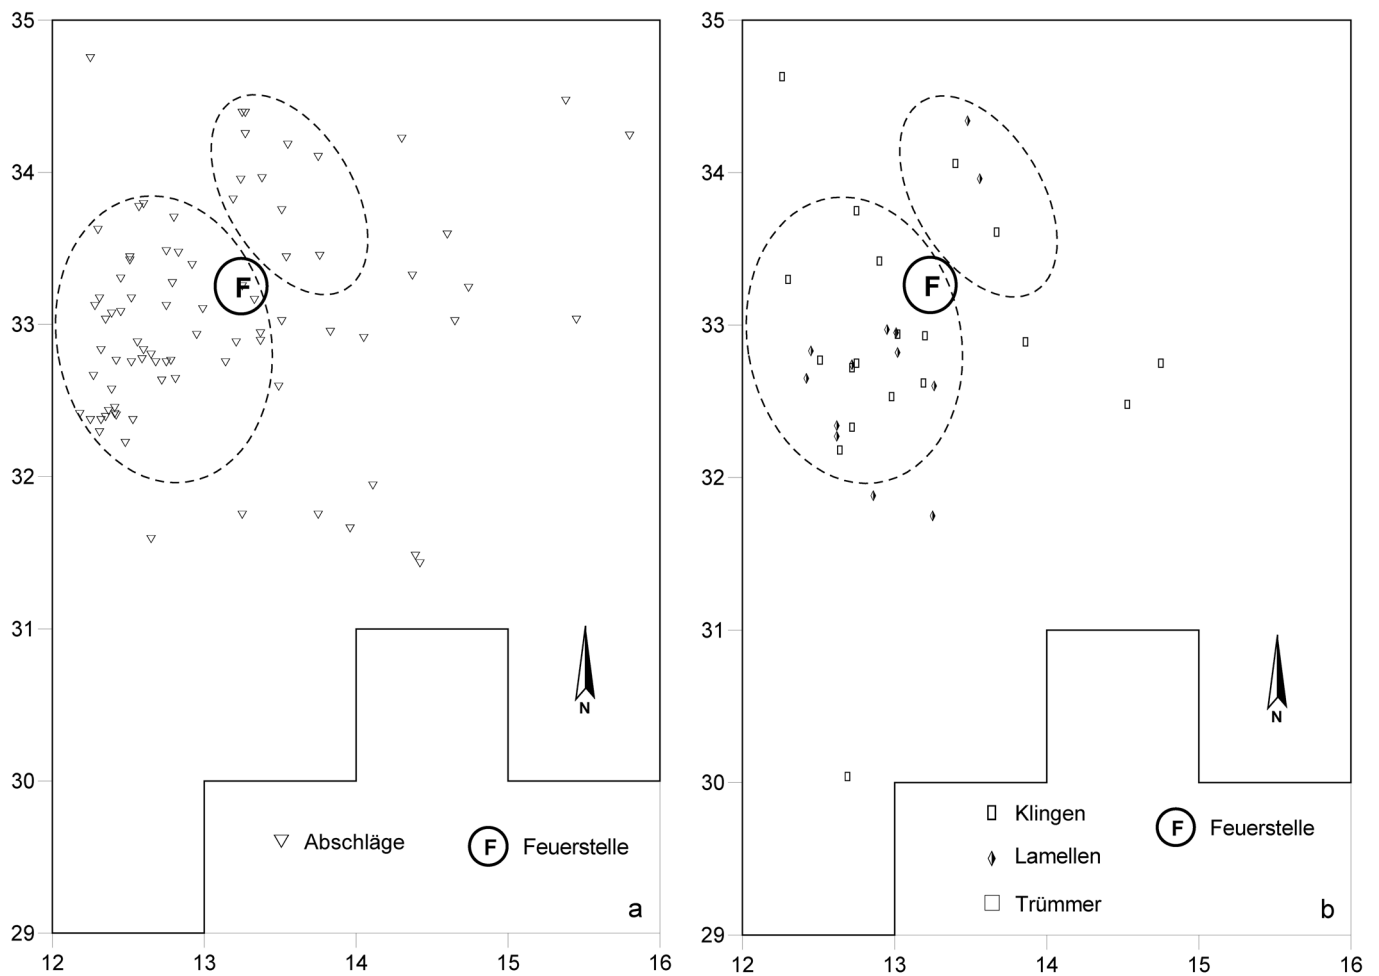 35
34
33
32
31
30
29
12 13 14 15 16
F
N
Abschläge
F Feuerstelle
a
35
34
33
32
31
30
29
12 13 14 15 16
F
N
Klingen
Lamellen
Trümmer
F Feuerstelle
b